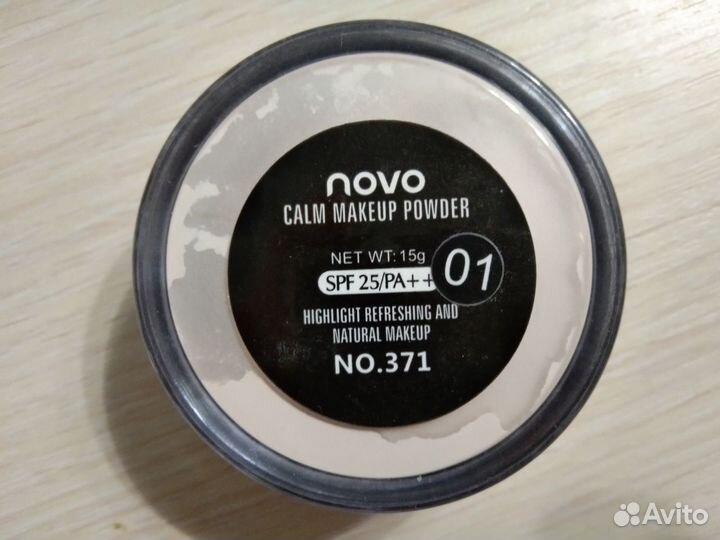 novo
CALM MAKEUP POWDER
NET WT: 15g
SPF 25/PA++
01
HIGHLIGHT REFRESHING AND
NATURAL MAKEUP
NO.371
Avito